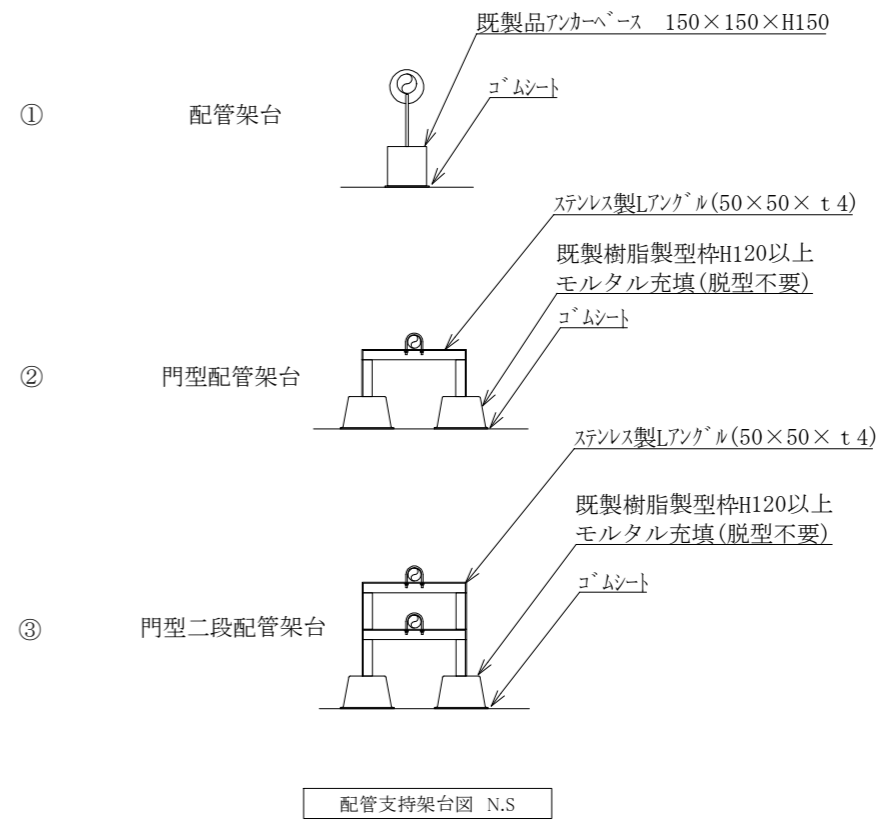 既製品ｱﾝｶｰﾍﾞｰｽ 150×150×H150
ｺﾞﾑｼｰﾄ
① 配管架台
ｽﾃﾝﾚｽ製Lｱﾝｸﾞﾙ(50×50×ｔ4)
既製樹脂製型枠H120以上
モルタル充填(脱型不要)
ｺﾞﾑｼｰﾄ
② 門型配管架台
ｽﾃﾝﾚｽ製Lｱﾝｸﾞﾙ(50×50×ｔ4)
既製樹脂製型枠H120以上
モルタル充填(脱型不要)
ｺﾞﾑｼｰﾄ
③ 門型二段配管架台
配管支持架台図 N.S